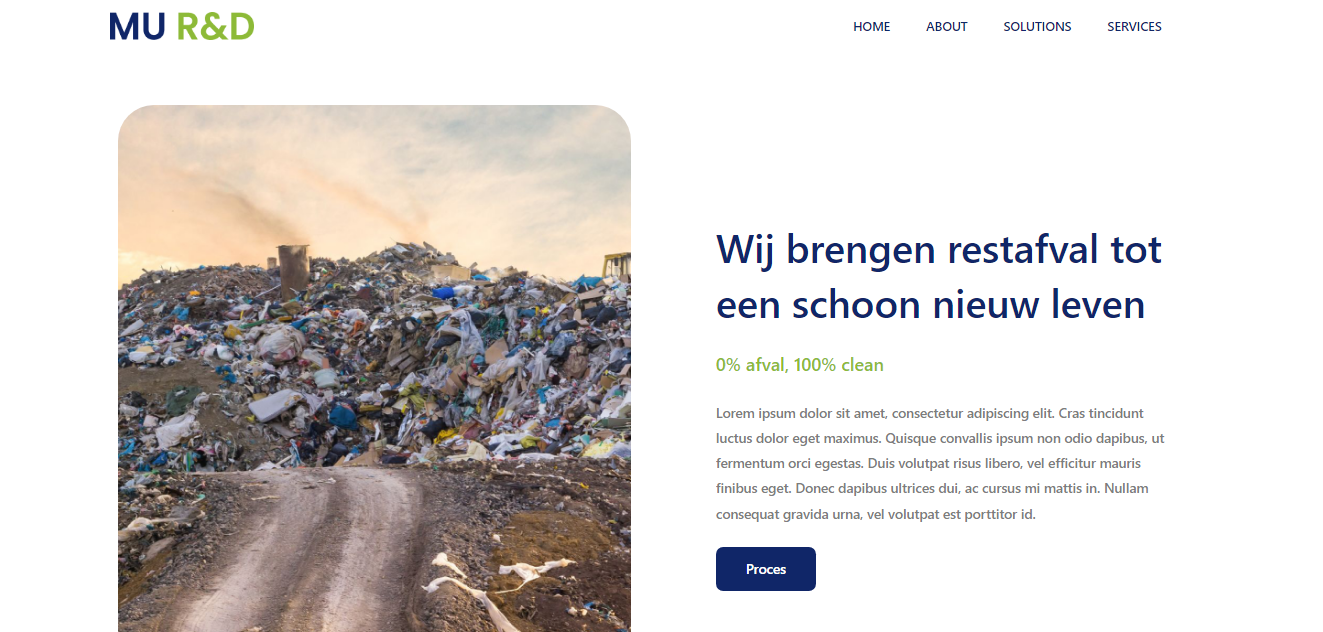 MU R&D
HOME ABOUT SOLUTIONS SERVICES
Wij brengen restafval tot
een schoon nieuw leven
0% afval, 100% clean
Lorem ipsum dolor sit amet, consectetur adipiscing elit. Cras tincidunt
luctus dolor eget maximus. Quisque convallis ipsum non odio dapibus, ut
fermentum orci egestas. Duis volutpat risus libero, vel efficitur mauris
finibus eget. Donec dapibus ultrices dui, ac cursus mi mattis in. Nullam
consequat gravida urna, vel volutpat est porttitor id.
Proces